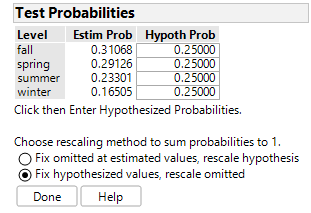 Test Probabilities
Level Estim Prob Hypoth Prob
fall 0.31068 0.25000
spring 0.29126 0.25000
summer 0.23301 0.25000
winter 0.16505 0.25000
Click then Enter Hypothesized Probabilities.
Choose rescaling method to sum probabilities to 1.
Fix omitted at estimated values, rescale hypothesis
Fix hypothesized values, rescale omitted
Done Help